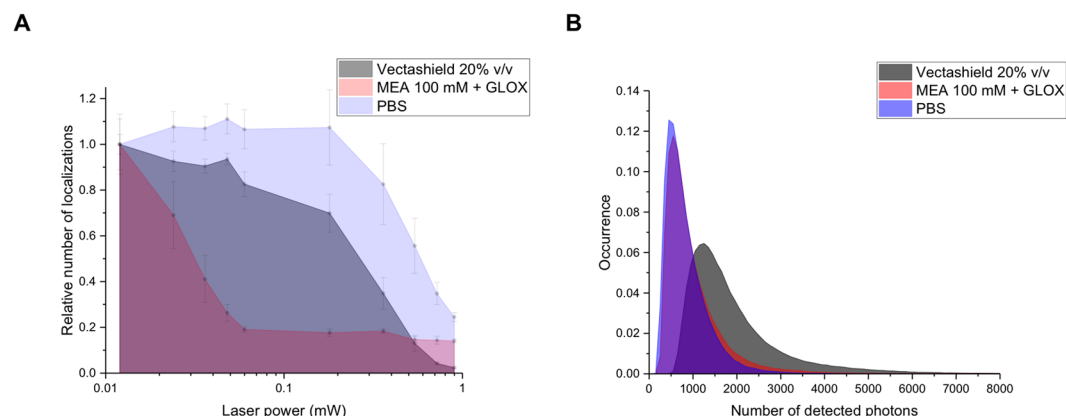 A
Vectashield 20% v/v
MEA 100 mM + GLOX
PBS
Relative number of localizations
1.2
1.0
0.8
0.6
0.4
0.2
0.0
0.01
0.1
1
Laser power (mW)
B
Vectashield 20% v/v
MEA 100 mM + GLOX
PBS
Occurrence
0.14
0.12
0.10
0.08
0.06
0.04
0.02
0.00
0
1000
2000
3000
4000
5000
6000
7000
8000
Number of detected photons